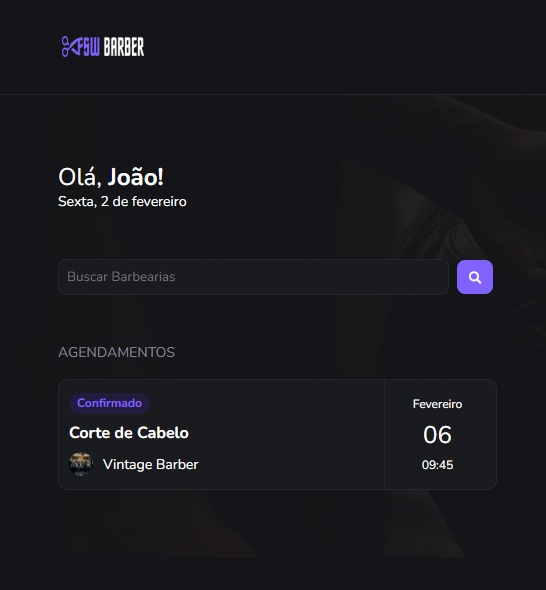 FSW BARBER
Olá, João!
Sexta, 2 de fevereiro
Buscar Barbearias
AGENDAMENTOS
Confirmado
Corte de Cabelo
Vintage Barber
Fevereiro
06
09:45